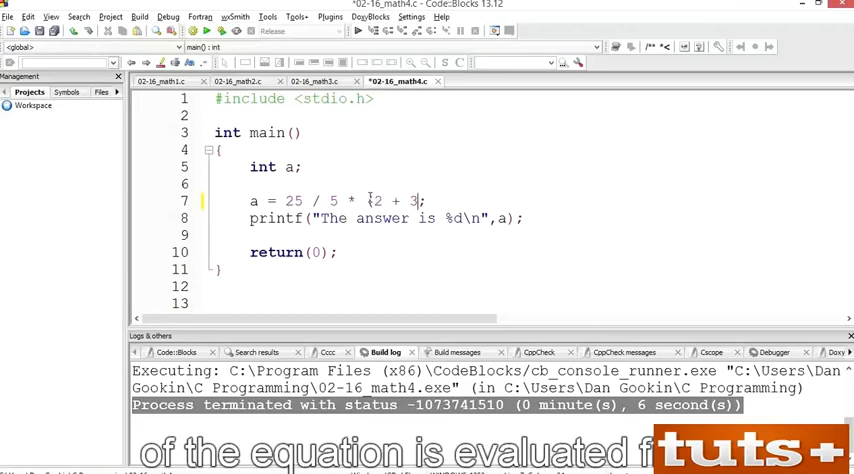 *02-16_math4.c - Code::Blocks 13.12
File Edit View Search Project Build Debug Fortran wxSmith Tools Tools+ Plugins DoxyBlocks Settings Help
Release
<global> main() : int
Management
Projects Symbols Files
Workspace
02-16_math1.c 02-16_math2.c 02-16_math3.c *02-16_math4.c
1 #include <stdio.h>
2
3 int main()
4 {
5 int a;
6
7 a = 25 / 5 * (2 + 3;
8 printf("The answer is %d\n",a);
9
10 return(0);
11 }
12
13
Logs & others
Code::Blocks Search results Cccc Build log Build messages CppCheck CppCheck messages Cscope Debugger Doxy
Executing: C:\Program Files (x86)\CodeBlocks/cb_console_runner.exe "C:\Users\Dan
Gookin\C Programming\02-16_math4.exe" (in C:\Users\Dan Gookin\C Programming)
Process terminated with status -1073741510 (0 minute(s), 6 second(s))
of the equation is evaluated
tuts+